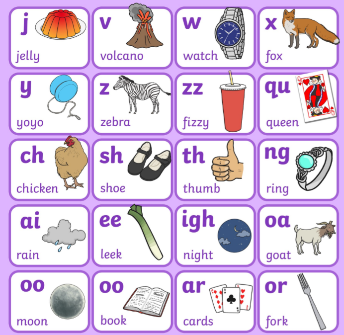 j v w x
jelly volcano watch fox
y z zz qu
yoyo zebra fizzy queen
ch sh th ng
chicken shoe thumb ring
ai ee igh oa
rain leek night goat
oo oo ar or
moon book cards fork